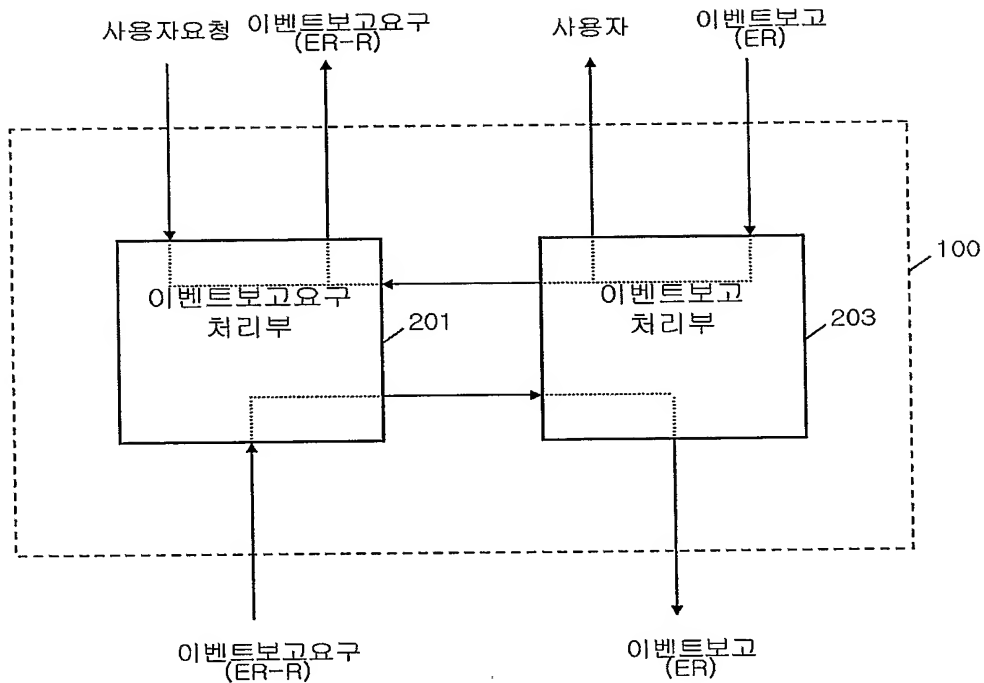 사용자요청
이벤트보고요구
(ER-R)
사용자
이벤트보고
(ER)
100
이벤트보고요구
처리부
201
이벤트보고
처리부
203
이벤트보고요구
(ER-R)
이벤트보고
(ER)